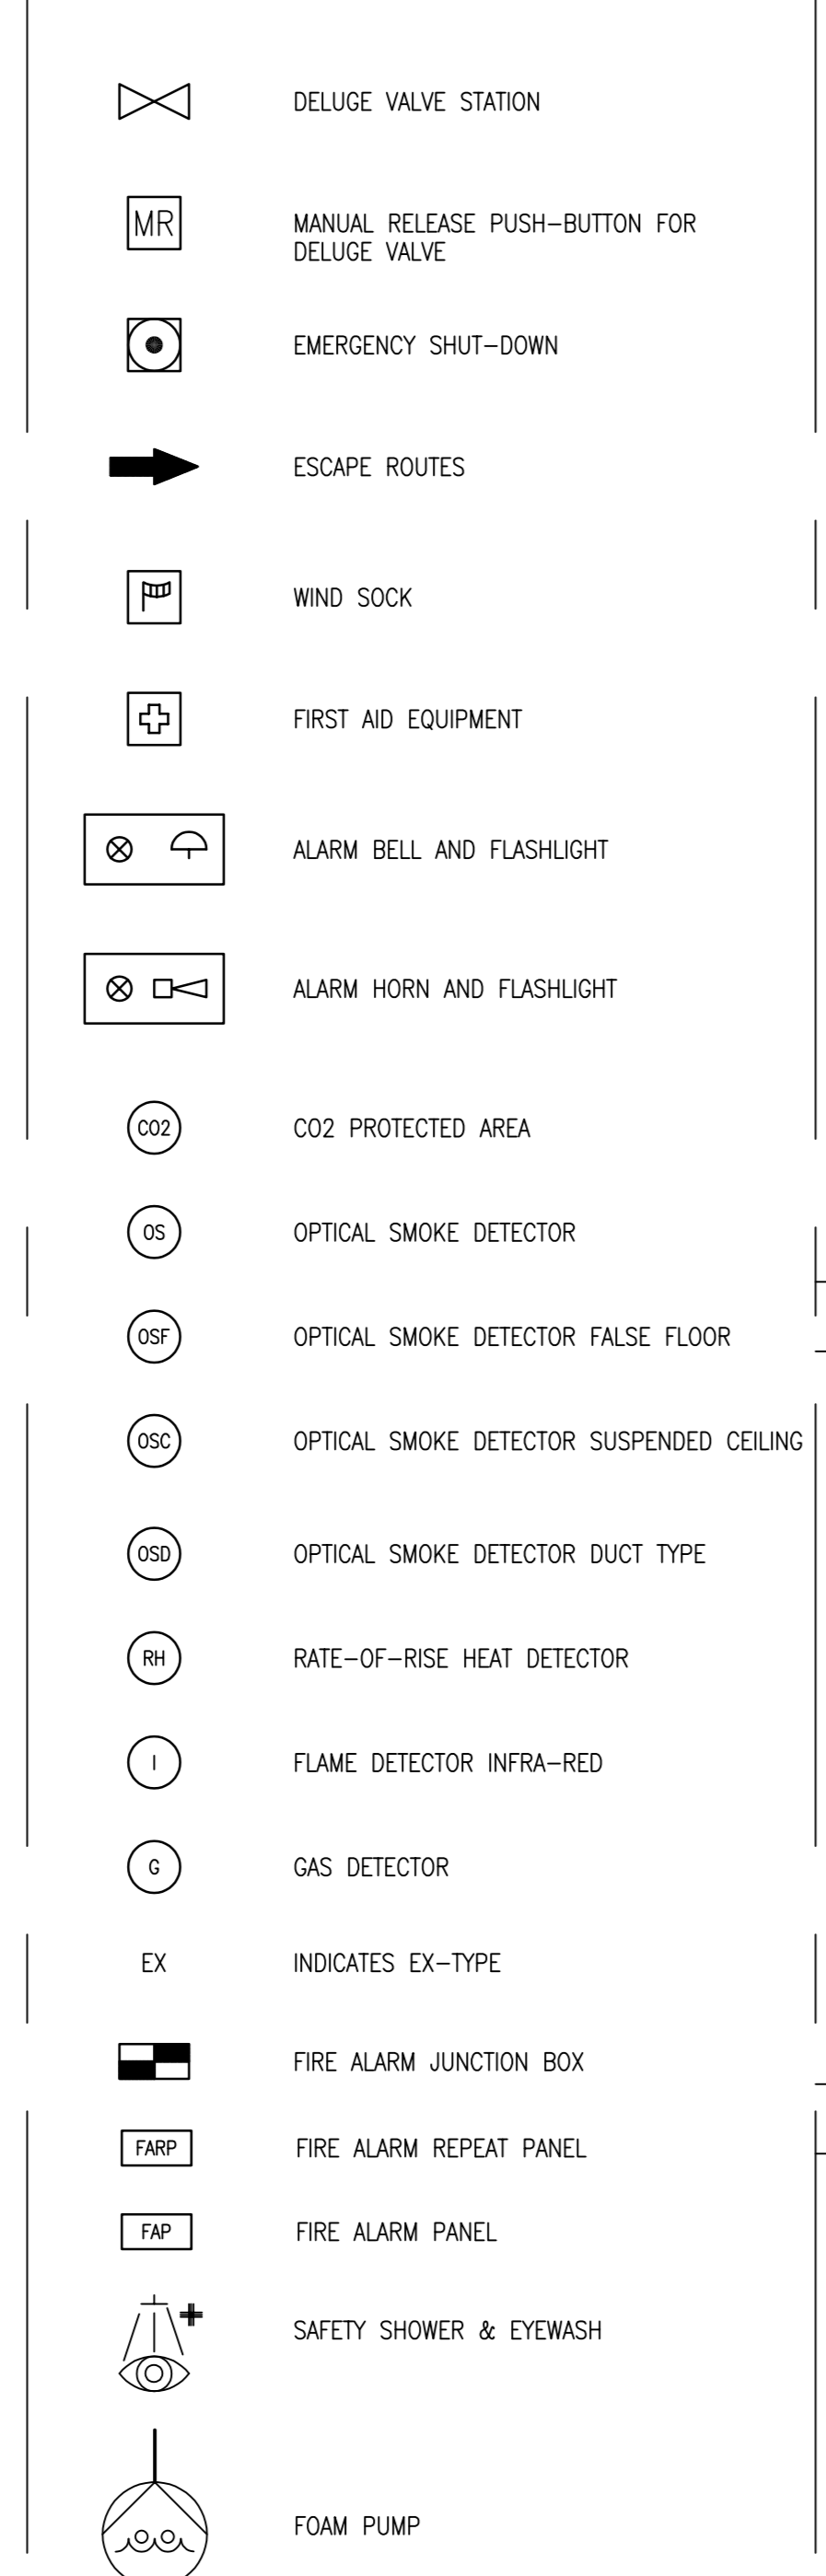 DELUGE VALVE STATION
MR MANUAL RELEASE PUSH-BUTTON FOR
DELUGE VALVE
EMERGENCY SHUT-DOWN
ESCAPE ROUTES
WIND SOCK
FIRST AID EQUIPMENT
ALARM BELL AND FLASHLIGHT
ALARM HORN AND FLASHLIGHT
CO2 CO2 PROTECTED AREA
OS OPTICAL SMOKE DETECTOR
OSF OPTICAL SMOKE DETECTOR FALSE FLOOR
OSC OPTICAL SMOKE DETECTOR SUSPENDED CEILING
OSD OPTICAL SMOKE DETECTOR DUCT TYPE
RH RATE-OF-RISE HEAT DETECTOR
I FLAME DETECTOR INFRA-RED
G GAS DETECTOR
EX INDICATES EX-TYPE
FIRE ALARM JUNCTION BOX
FARP FIRE ALARM REPEAT PANEL
FAP FIRE ALARM PANEL
SAFETY SHOWER & EYEWASH
FOAM PUMP